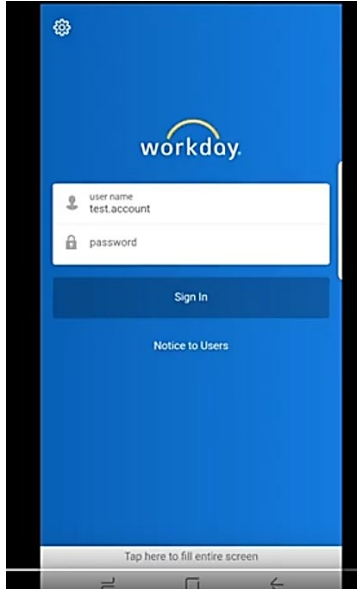 workday.
user name
test.account
password
Sign In
Notice to Users
Tap here to fill entire screen